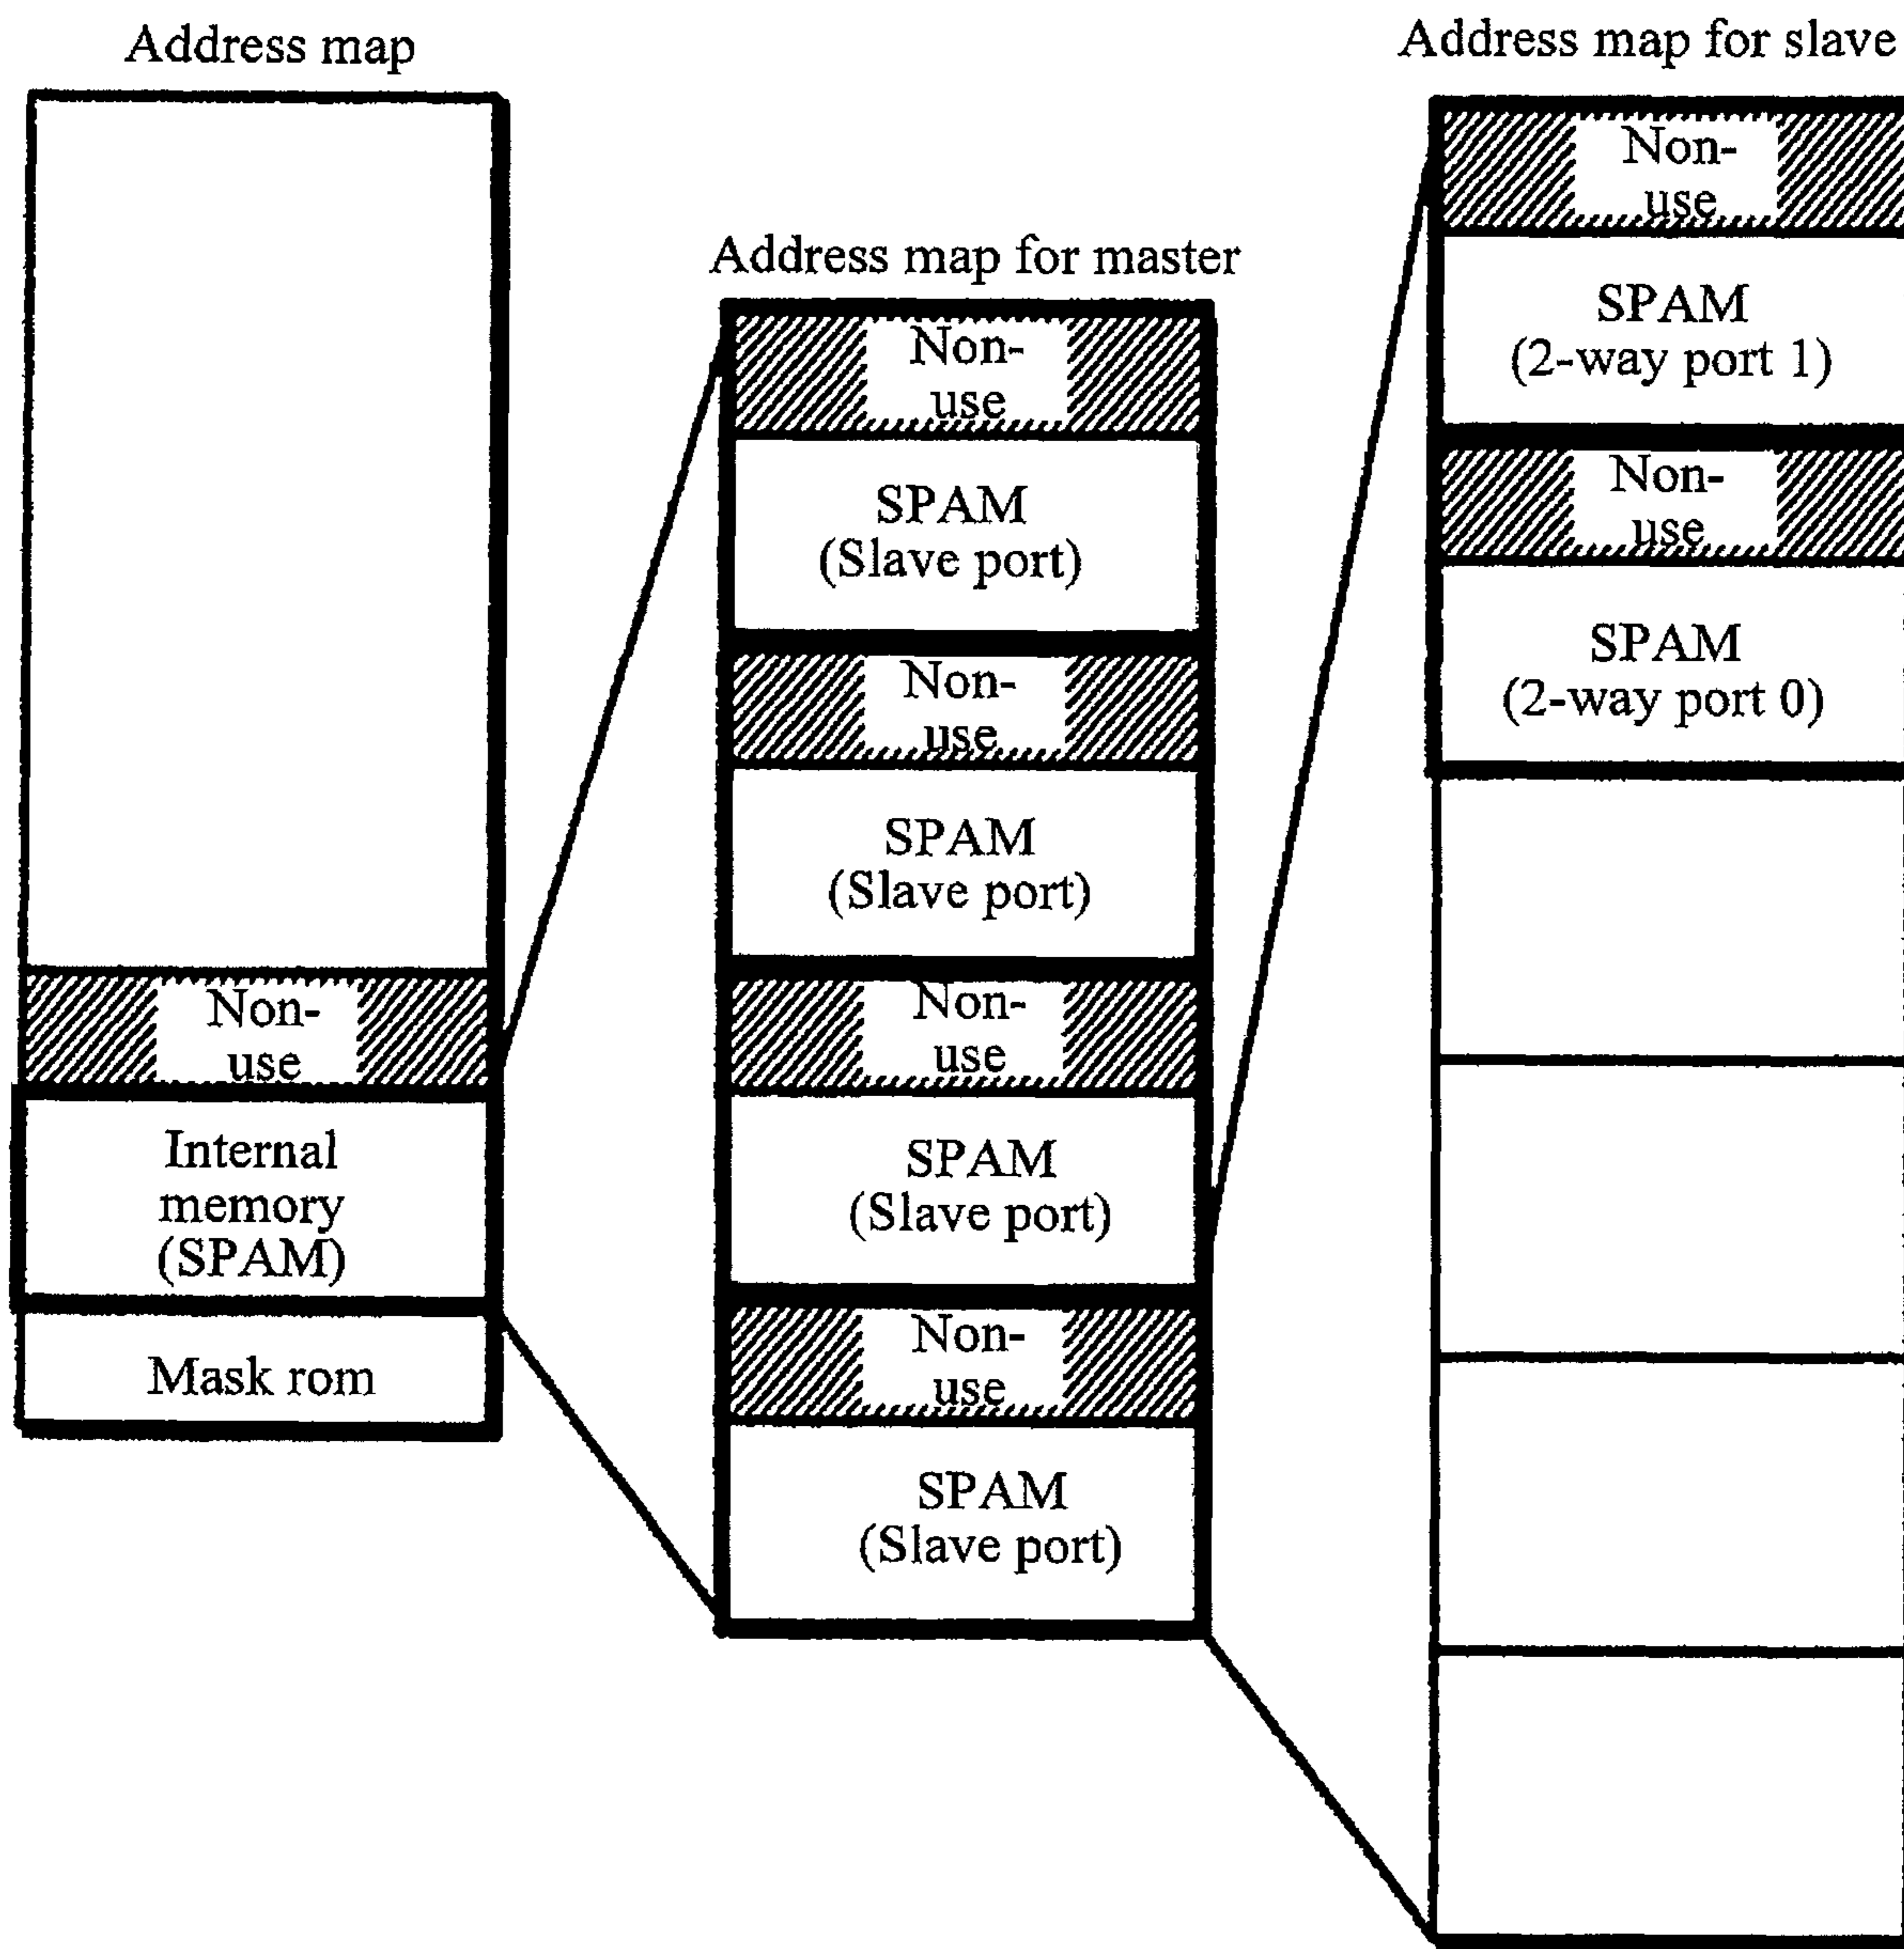 Address map
Non-
use
Internal
memory
(SPAM)
Mask rom
Address map for master
Non-
use
SPAM
(Slave port)
Non-
use
SPAM
(Slave port)
Non-
use
SPAM
(Slave port)
Non-
use
SPAM
(Slave port)
Address map for slave
Non-
use
SPAM
(2-way port 1)
Non-
use
SPAM
(2-way port 0)